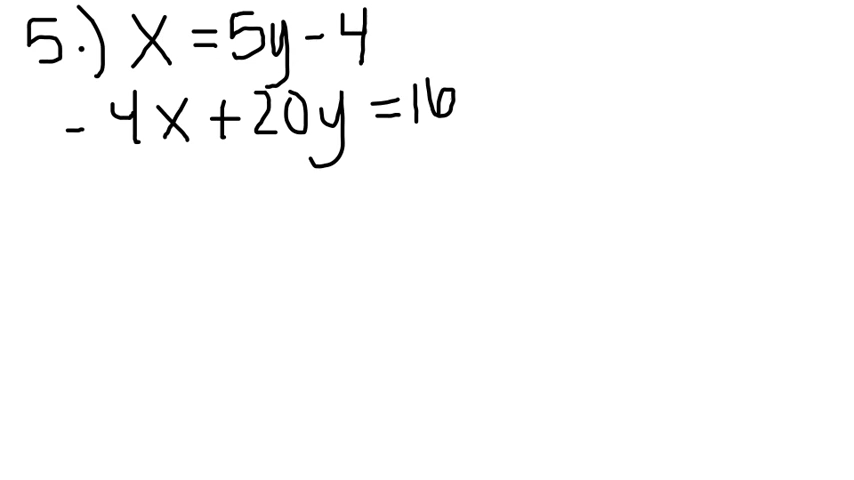 5.) x = 5y - 4
- 4x + 20y = 16